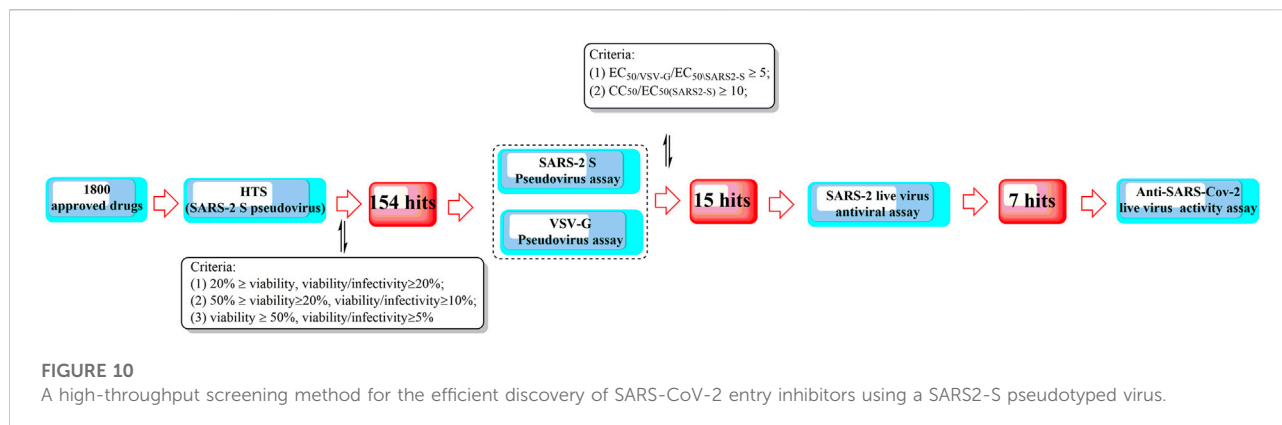 Criteria:
(1) EC50/VSV-G/EC50\SARS2-S ≥ 5;
(2) CC50/EC50(SARS2-S) ≥ 10;
1800
approved drugs
HTS
(SARS-2 S pseudovirus)
154 hits
SARS-2 S
Pseudovirus assay
VSV-G
Pseudovirus assay
15 hits
SARS-2 live virus
antiviral assay
7 hits
Anti-SARS-Cov-2
live virus activity assay
Criteria:
(1) 20% ≥ viability, viability/infectivity≥20%;
(2) 50% ≥ viability≥20%, viability/infectivity≥10%;
(3) viability ≥ 50%, viability/infectivity≥5%
FIGURE 10
A high-throughput screening method for the efficient discovery of SARS-CoV-2 entry inhibitors using a SARS2-S pseudotyped virus.